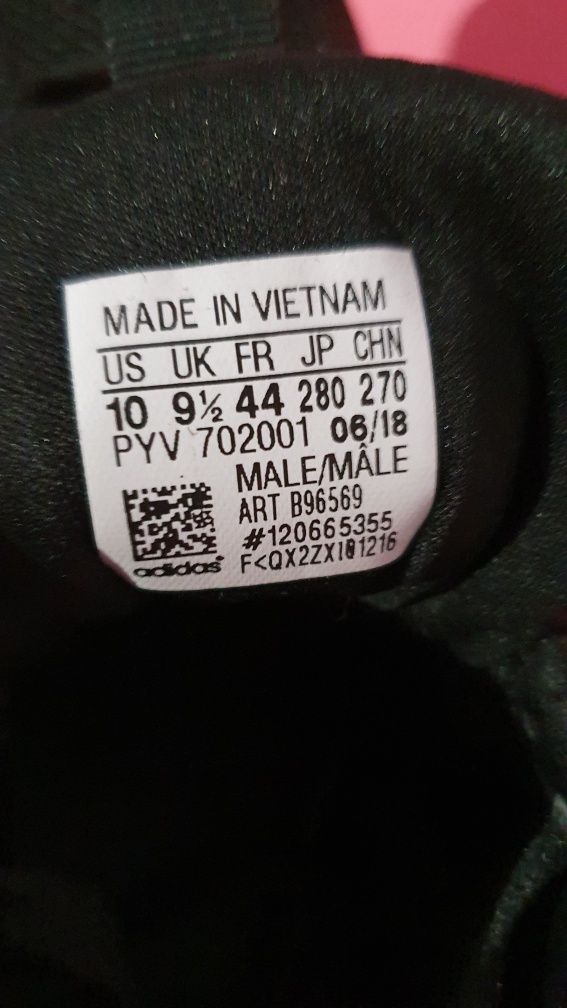 MADE IN VIETNAM
US UK FR JP CHN
10 9½ 44 280 270
PYV 702001 06/18
MALE/MÂLE
ART B96569
#120665355
adidas